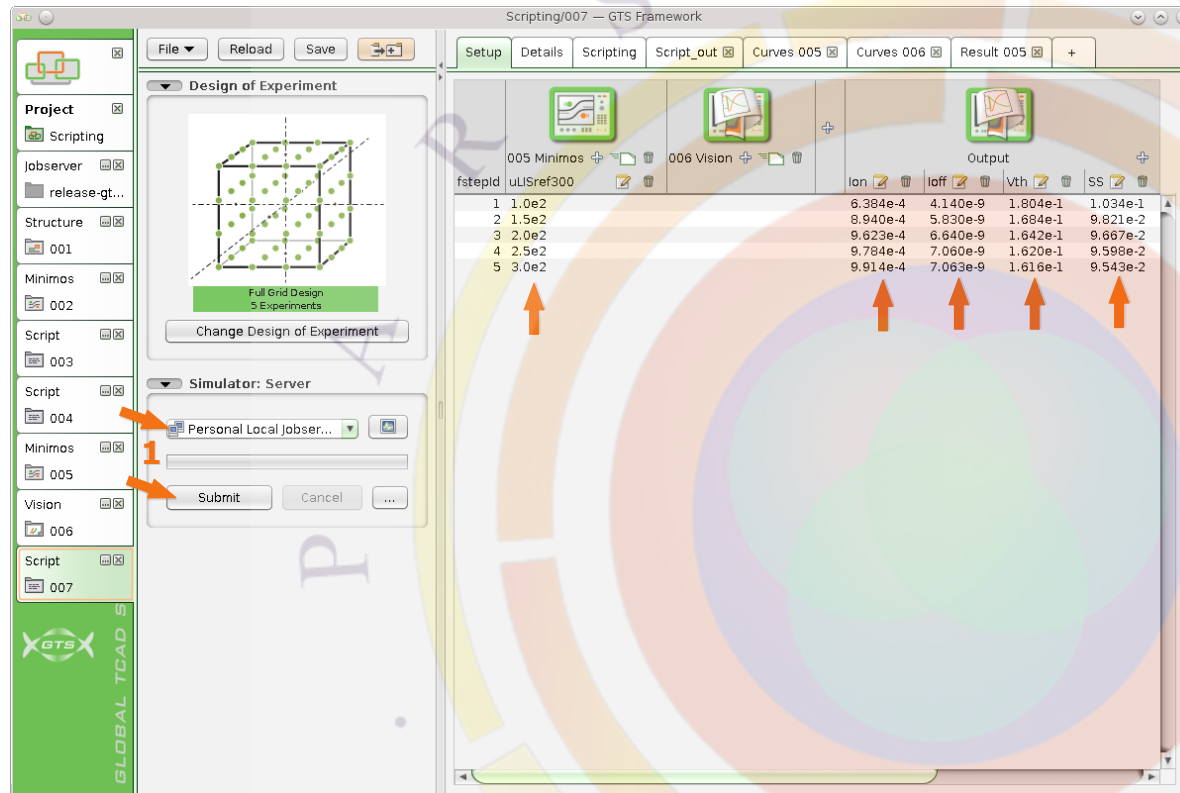 Scripting/007 — GTS Framework
File
Reload
Save
Setup
Details
Scripting
Script_out
Curves 005
Curves 006
Result 005
+
Project
Scripting
Jobserver
release-gt...
Structure
001
Minimos
002
Script
003
Script
004
Minimos
005
Vision
006
Script
007
GTS
GLOBAL TCAD S
Design of Experiment
Full Grid Design
5 Experiments
Change Design of Experiment
Simulator: Server
Personal Local Jobser...
1
Submit
Cancel
...
005 Minimos
006 Vision
Output
fstepId uLISref300 Ion Ioff Vth SS
1 1.0e2 6.384e-4 4.140e-9 1.804e-1 1.034e-1
2 1.5e2 8.940e-4 5.830e-9 1.684e-1 9.821e-2
3 2.0e2 9.623e-4 6.640e-9 1.642e-1 9.667e-2
4 2.5e2 9.784e-4 7.060e-9 1.620e-1 9.598e-2
5 3.0e2 9.914e-4 7.063e-9 1.616e-1 9.543e-2
P A R S